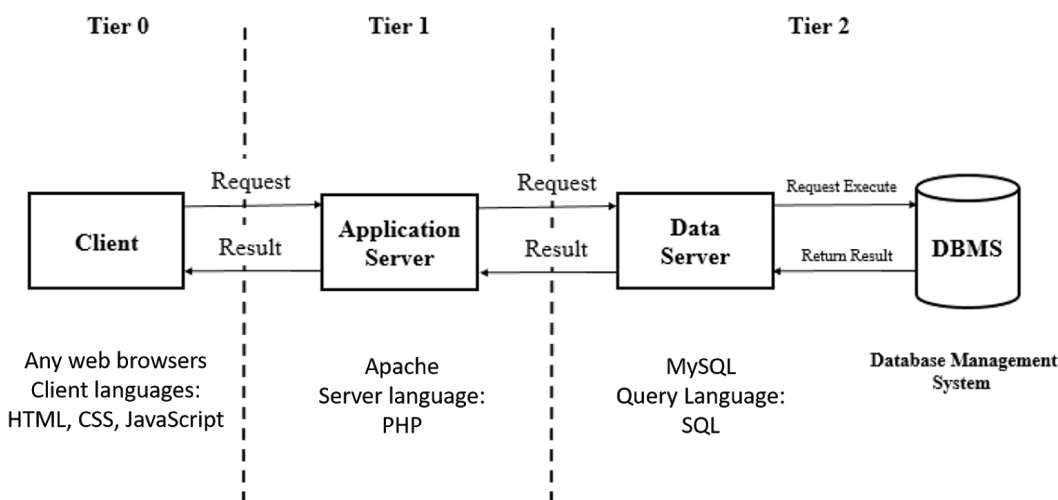 Tier 0
Tier 1
Tier 2
Request
Request
Request Execute
Client
Application
Server
Data
Server
DBMS
Result
Result
Return Result
Any web browsers
Client languages:
HTML, CSS, JavaScript
Apache
Server language:
PHP
MySQL
Query Language:
SQL
Database Management
System